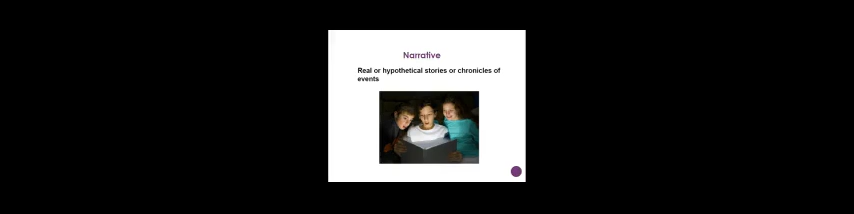 Narrative
Real or hypothetical stories or chronicles of
events